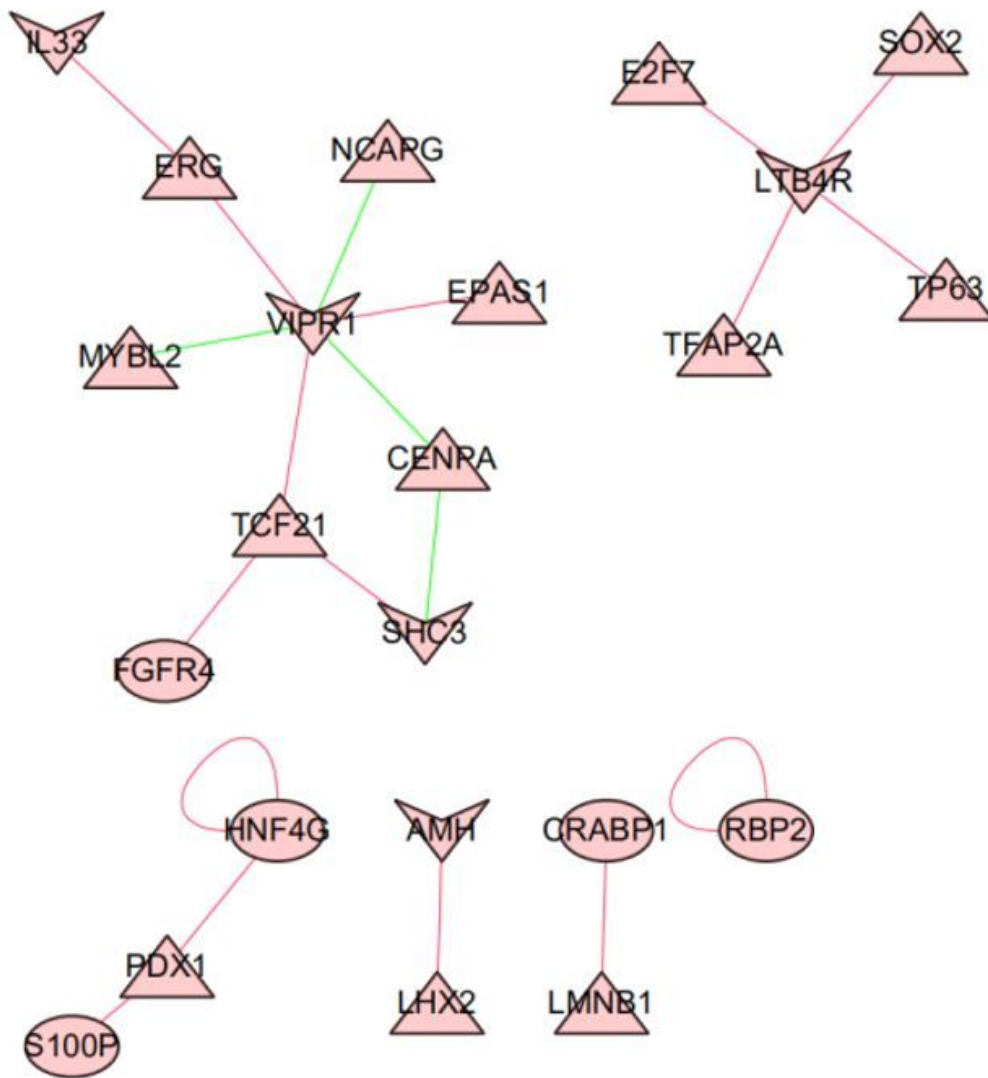 IL33
SOX2
E2F7
NCAPG
ERG
LTB4R
EPAS1
TP63
VIPR1
TFAP2A
MYBL2
CENPA
TCF21
SHC3
FGFR4
HNF4G
AMH
CRABP1
RBP2
PDX1
LHX2
LMNB1
S100P